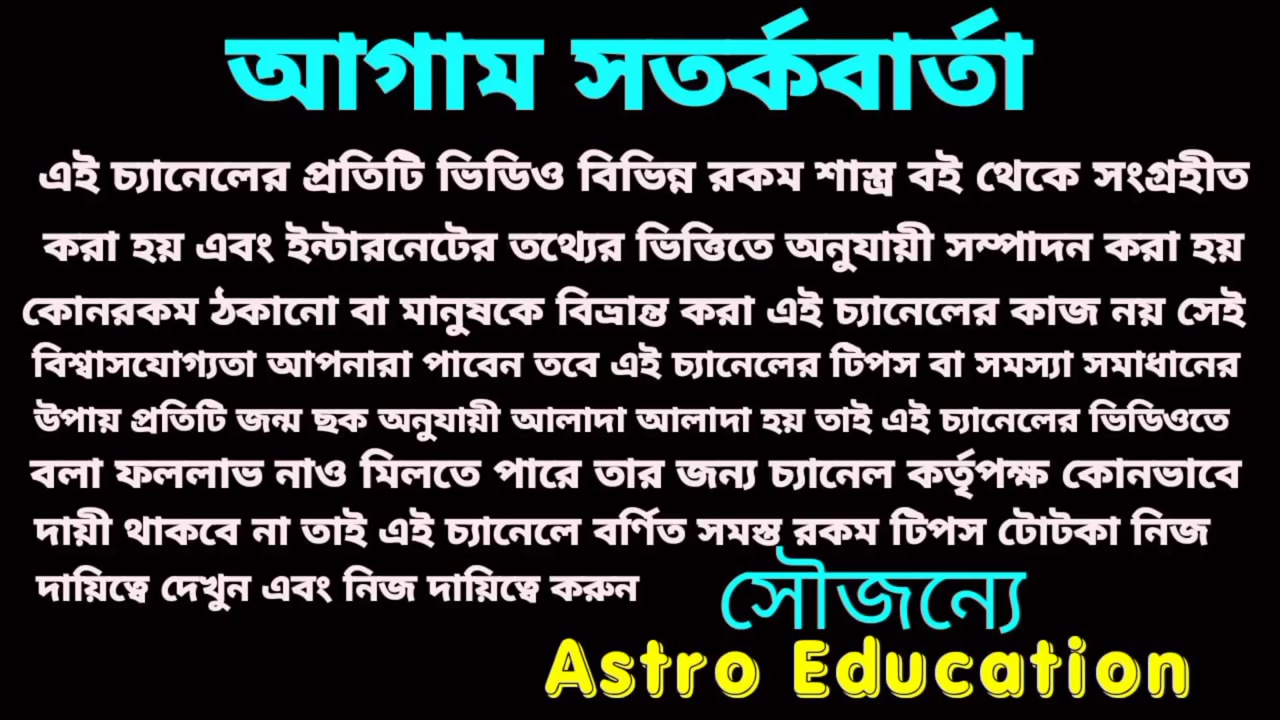 আগাম সতর্কবার্তা
এই চ্যানেলের প্রতিটি ভিডিও বিভিন্ন রকম শাস্ত্র বই থেকে সংগ্রহীত
করা হয় এবং ইন্টারনেটের তথ্যের ভিত্তিতে অনুযায়ী সম্পাদন করা হয়
কোনরকম ঠকানো বা মানুষকে বিভ্রান্ত করা এই চ্যানেলের কাজ নয় সেই
বিশ্বাসযোগ্যতা আপনারা পাবেন তবে এই চ্যানেলের টিপস বা সমস্যা সমাধানের
উপায় প্রতিটি জন্ম ছক অনুযায়ী আলাদা আলাদা হয় তাই এই চ্যানেলের ভিডিওতে
বলা ফললাভ নাও মিলতে পারে তার জন্য চ্যানেল কর্তৃপক্ষ কোনভাবে
দায়ী থাকবে না তাই এই চ্যানেলে বর্ণিত সমস্ত রকম টিপস টোটকা নিজ
দায়িত্বে দেখুন এবং নিজ দায়িত্বে করুন
সৌজন্যে
Astro Education